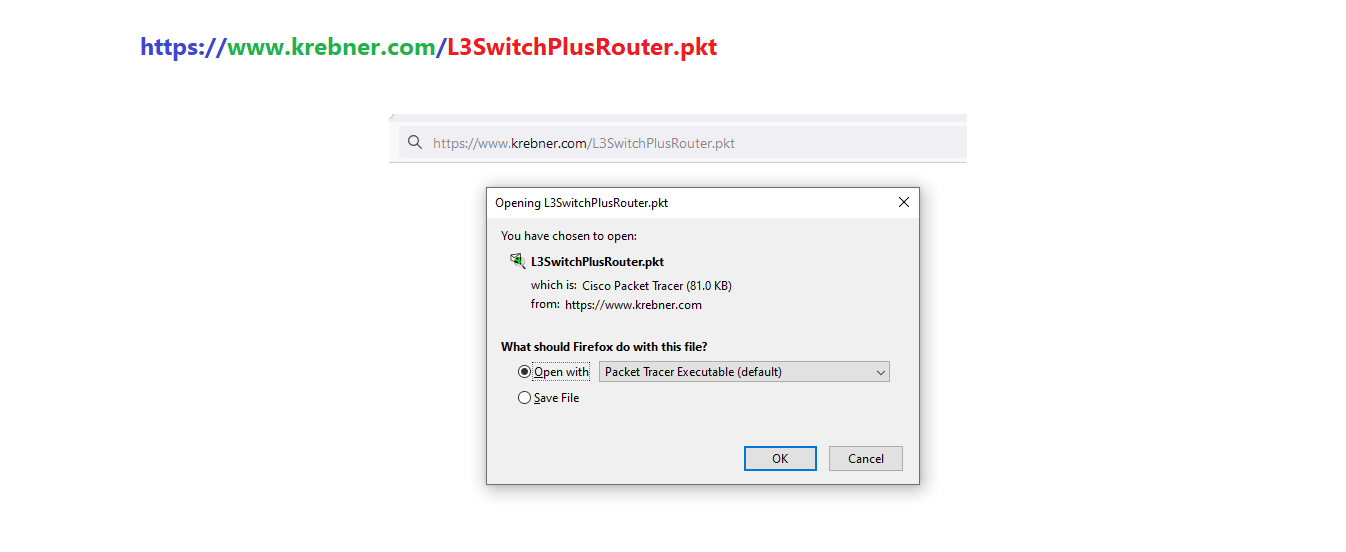 https://www.krebner.com/L3SwitchPlusRouter.pkt
https://www.krebner.com/L3SwitchPlusRouter.pkt
Opening L3SwitchPlusRouter.pkt
You have chosen to open:
L3SwitchPlusRouter.pkt
which is: Cisco Packet Tracer (81.0 KB)
from: https://www.krebner.com
What should Firefox do with this file?
Open with Packet Tracer Executable (default)
Save File
OK Cancel